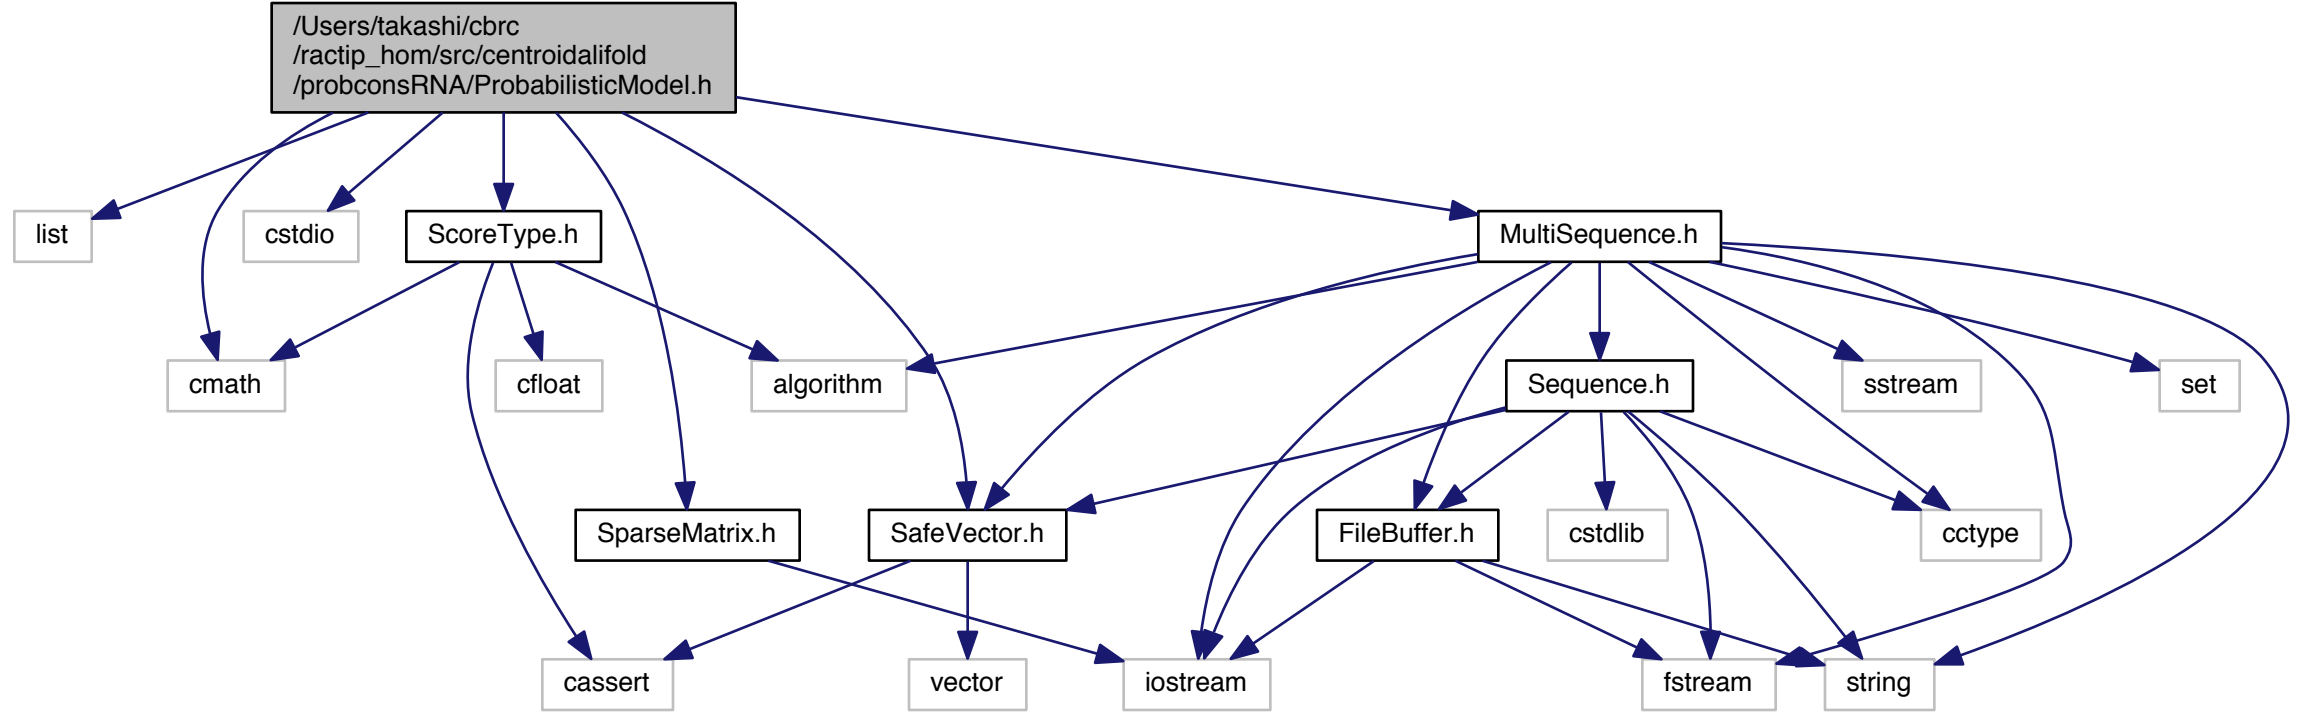 /Users/takashi/cbrc
/ractip_hom/src/centroidalifold
/probconsRNA/ProbabilisticModel.h
list
cstdio
ScoreType.h
MultiSequence.h
cmath
cfloat
algorithm
Sequence.h
sstream
set
SparseMatrix.h
SafeVector.h
FileBuffer.h
cstdlib
cctype
cassert
vector
iostream
fstream
string